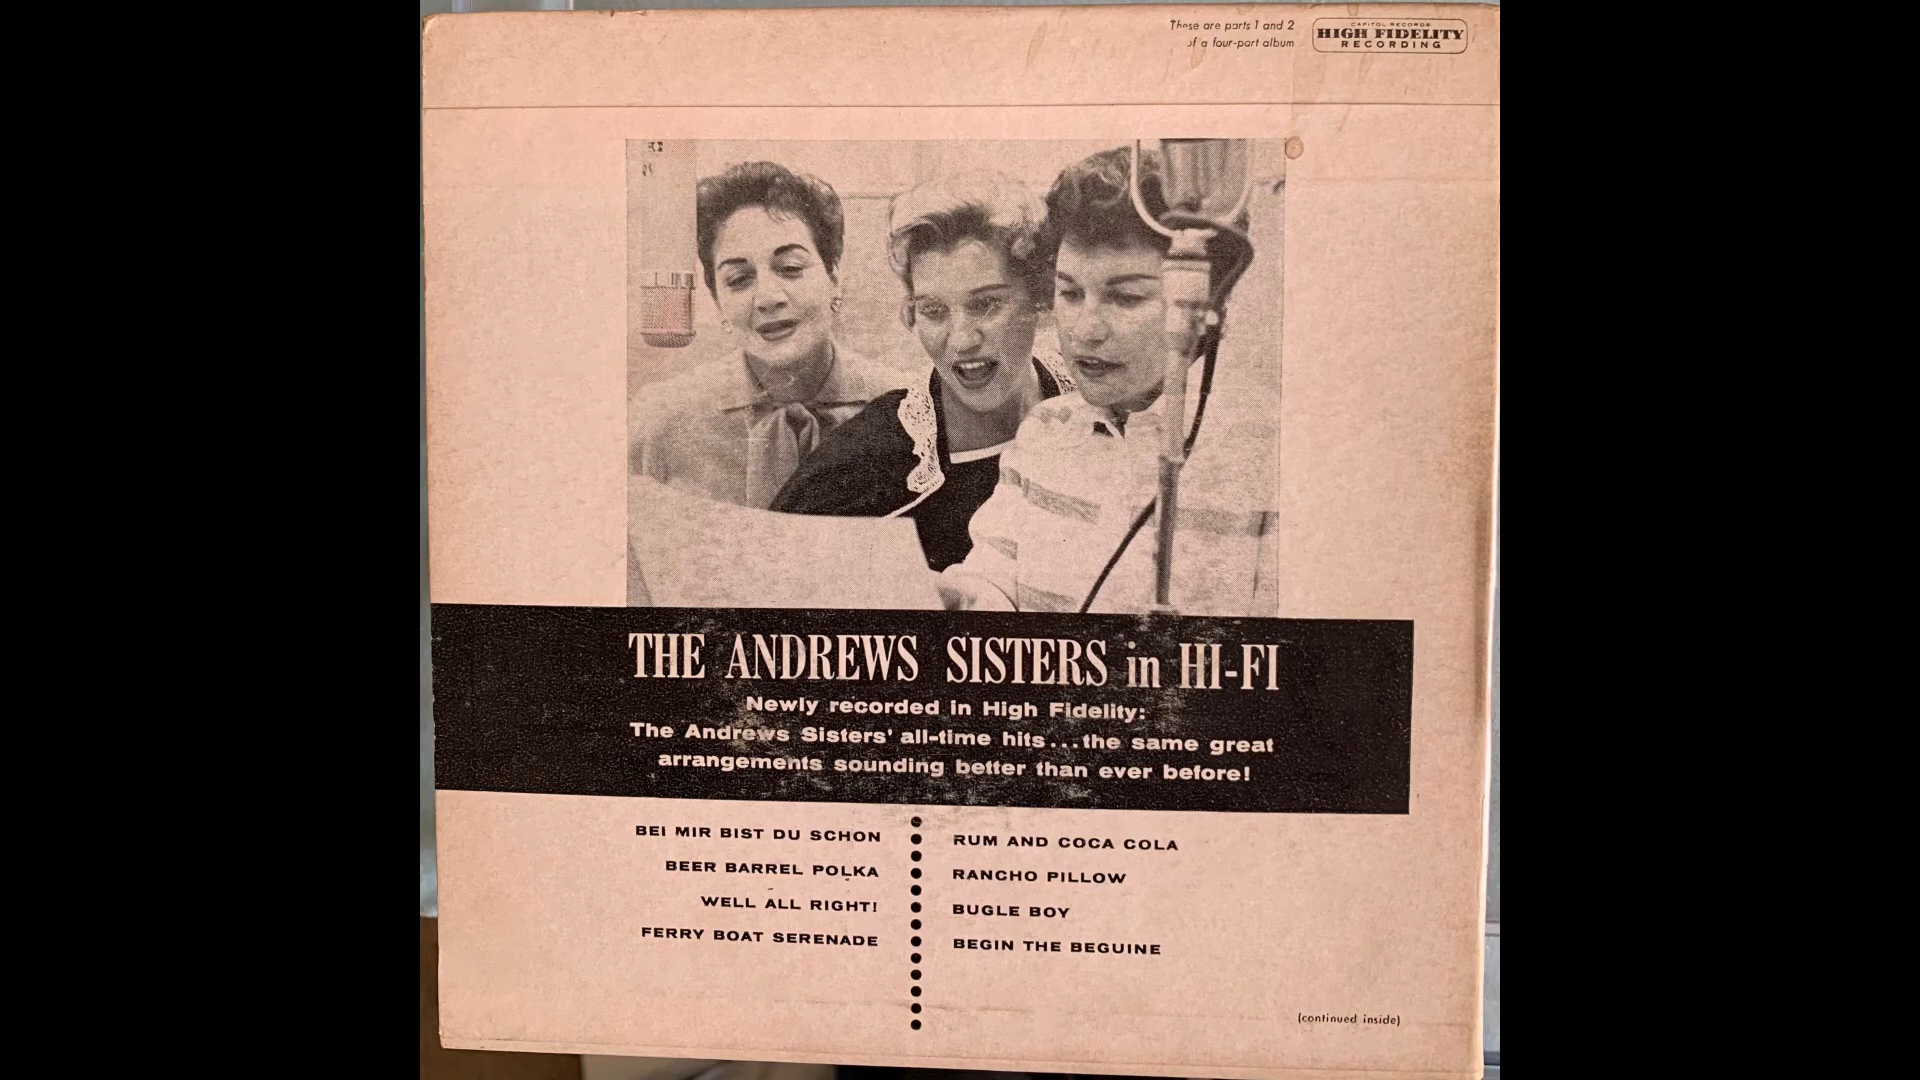 These are parts 1 and 2
of a four-part album
CAPITOL RECORDS
HIGH FIDELITY
RECORDING
THE ANDREWS SISTERS in HI-FI
Newly recorded in High Fidelity:
The Andrews Sisters' all-time hits...the same great
arrangements sounding better than ever before!
BEI MIR BIST DU SCHON
BEER BARREL POLKA
WELL ALL RIGHT!
FERRY BOAT SERENADE
RUM AND COCA COLA
RANCHO PILLOW
BUGLE BOY
BEGIN THE BEGUINE
(continued inside)